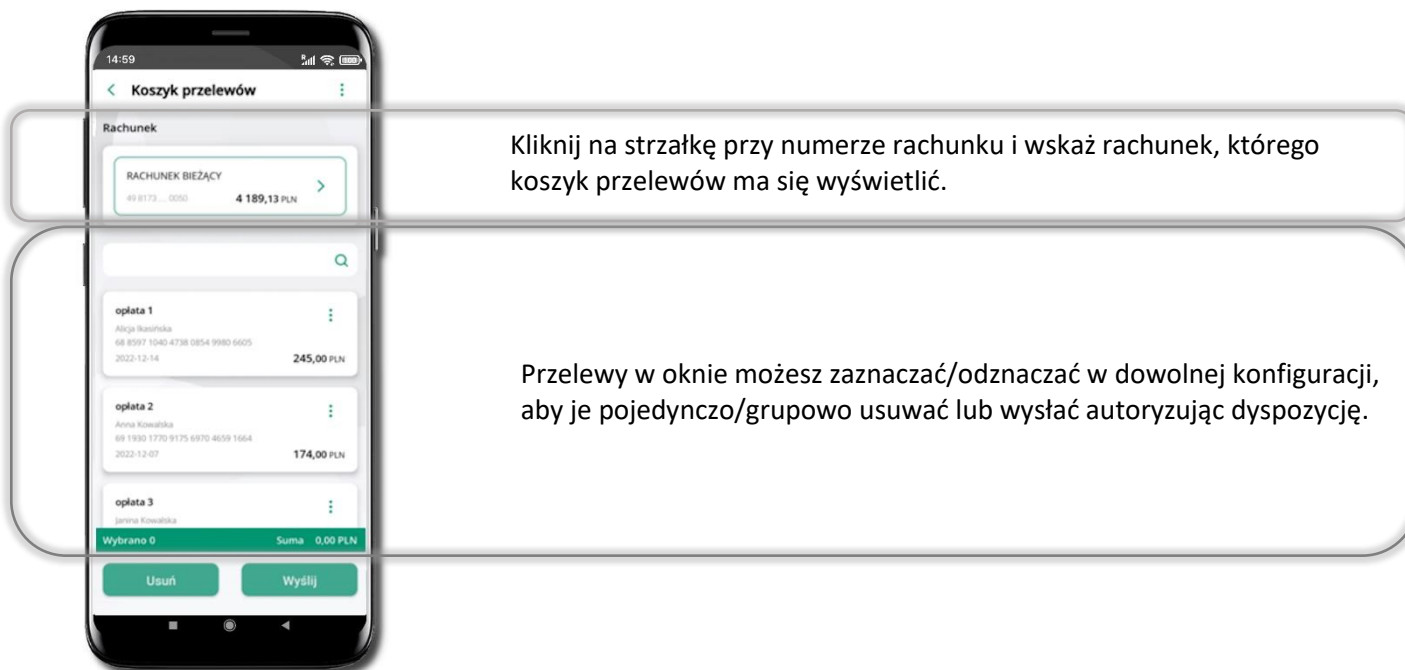 14:59
Koszyk przelewów
Rachunek
RACHUNEK BIEŻĄCY
49 8173 ... 0050 4 189,13 PLN
Kliknij na strzałkę przy numerze rachunku i wskaż rachunek, którego
koszyk przelewów ma się wyświetlić.
opłata 1
Alicja Ikasińska
68 8597 1040 4738 0854 9980 6605
2022-12-14 245,00 PLN
opłata 2
Anna Kowalska
69 1930 1770 9175 6970 4659 1664
2022-12-07 174,00 PLN
opłata 3
Janina Kowalska
Przelewy w oknie możesz zaznaczać/odznaczać w dowolnej konfiguracji,
aby je pojedynczo/grupowo usuwać lub wysłać autoryzując dyspozycję.
Wybrano 0 Suma 0,00 PLN
Usuń Wyślij